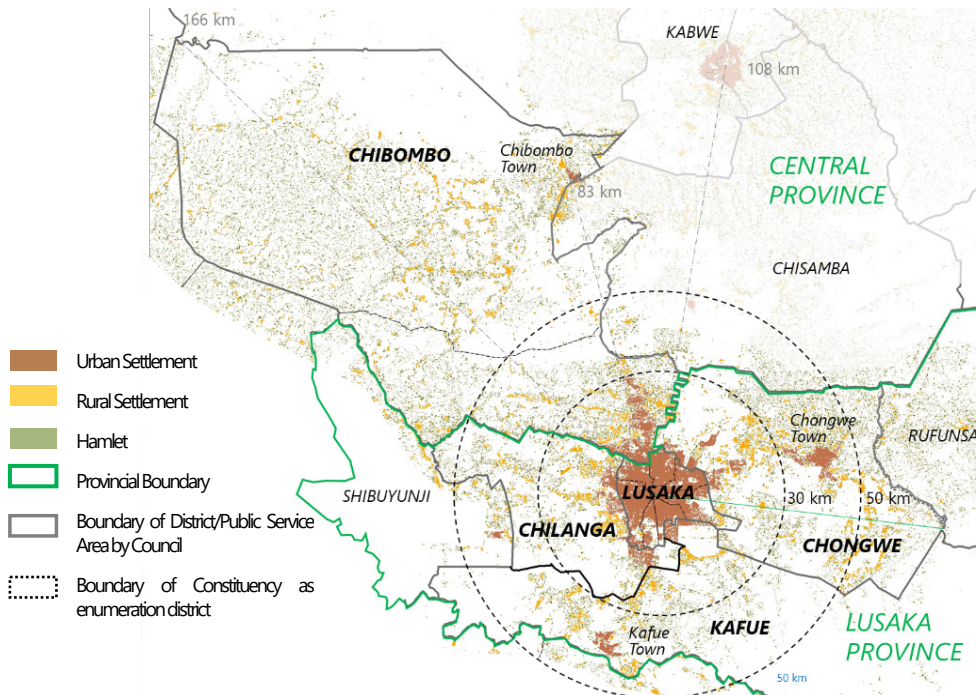 166 km
KABWE
108 km
CHIBOMBO
Chibombo
Town
83 km
CENTRAL
PROVINCE
CHISAMBA
Urban Settlement
Rural Settlement
Hamlet
Provincial Boundary
Boundary of District/Public Service
Area by Council
Boundary of Constituency as
enumeration district
Chongwe
Town
RUFUNSA
SHIBUYUNJI
LUSAKA
30 km
50 km
CHILANGA
CHONGWE
Kafue
Town
KAFUE
LUSAKA
PROVINCE
50 km